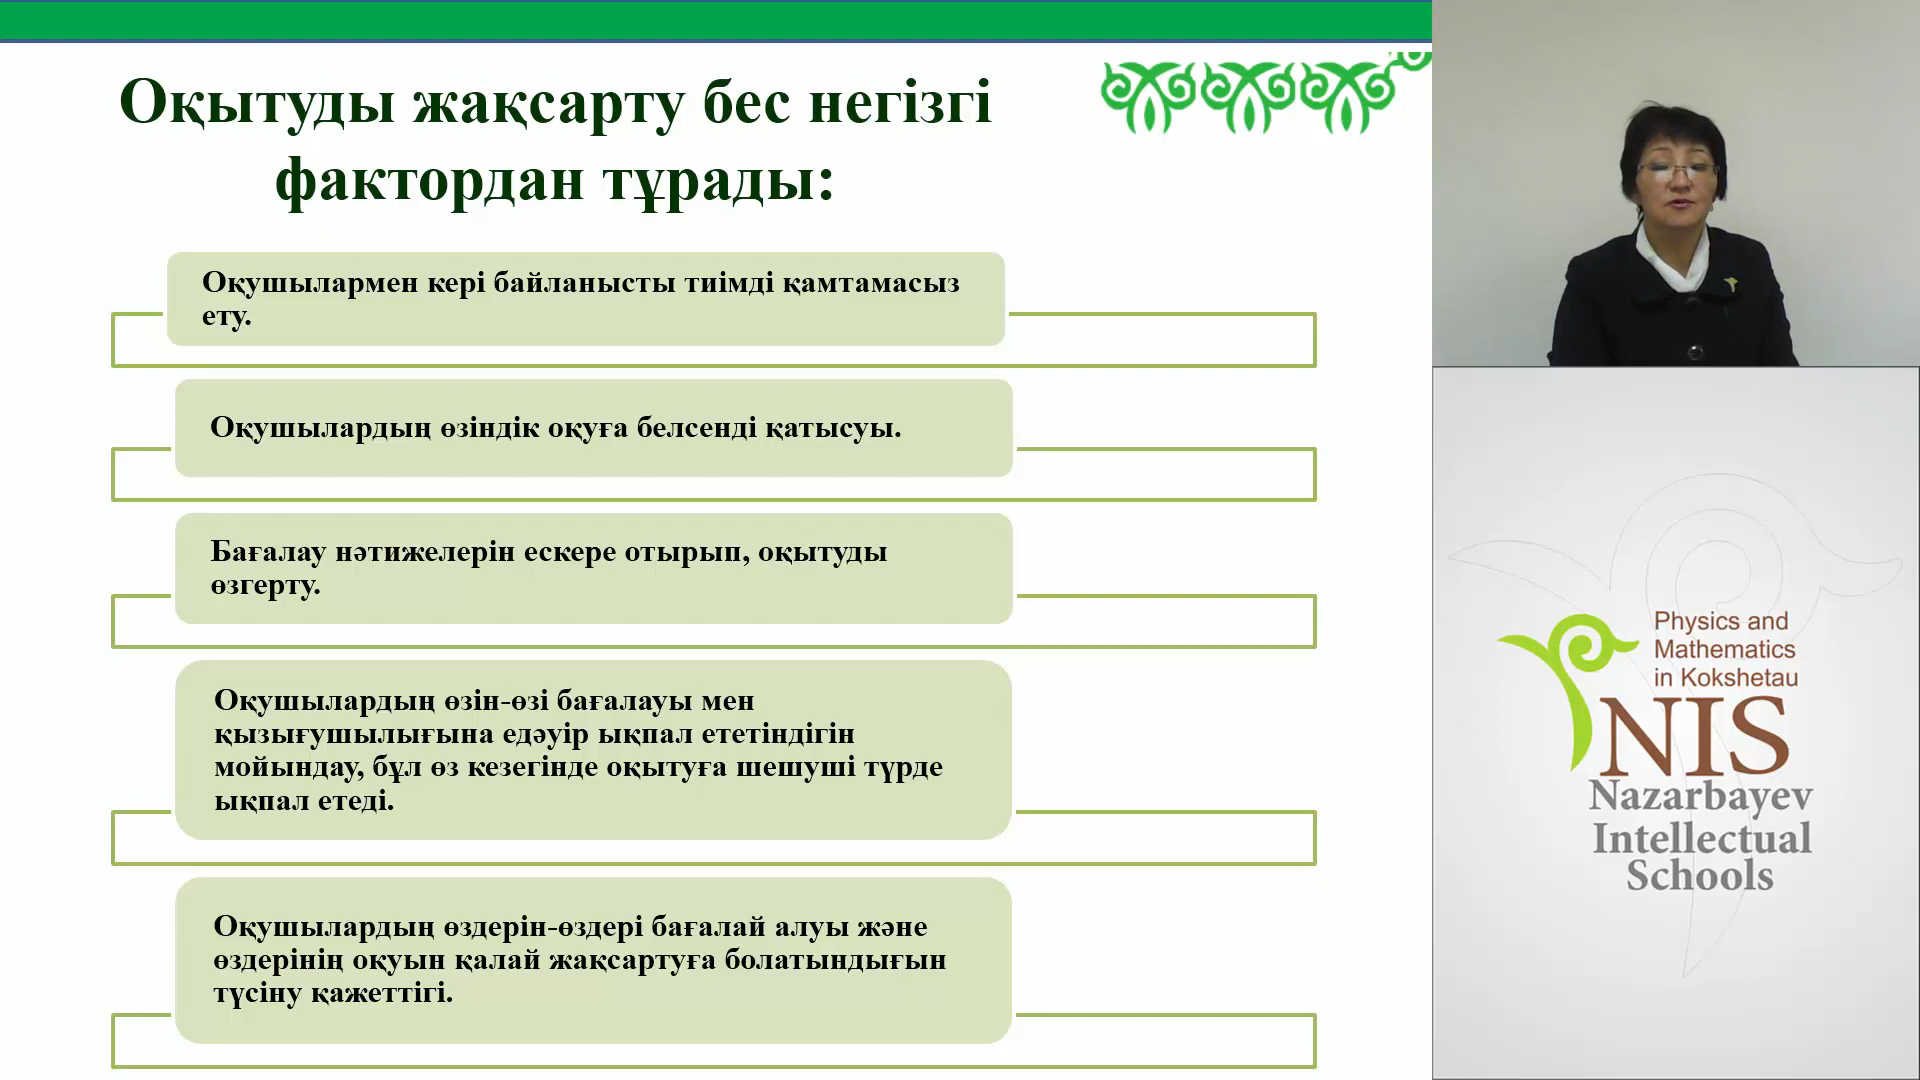 Оқытуды жақсарту бес негізгі
фактордан тұрады:
Оқушылармен кері байланысты тиімді қамтамасыз
ету.
Оқушылардың өзіндік оқуға белсенді қатысуы.
Бағалау нәтижелерін ескере отырып, оқытуды
өзгерту.
Оқушылардың өзін-өзі бағалауы мен
қызығушылығына едәуір ықпал ететіндігін
мойындау, бұл өз кезегінде оқытуға шешуші түрде
ықпал етеді.
Оқушылардың өздерін-өздері бағалай алуы және
өздерінің оқуын қалай жақсартуға болатындығын
түсіну қажеттігі.
Physics and
Mathematics
in Kokshetau
NIS
Nazarbayev
Intellectual
Schools